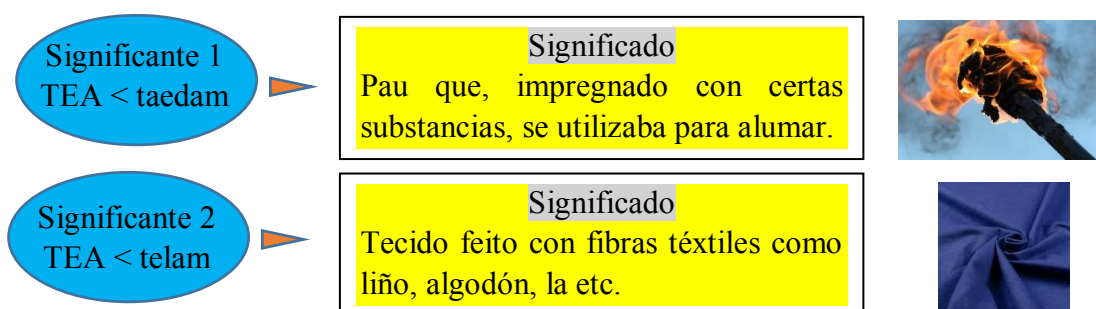 Significante 1
TEA < taedam
Significado
Pau que, impregnado con certas
substancias, se utilizaba para alumar.
Significante 2
TEA < telam
Significado
Tecido feito con fibras téxtiles como
liño, algodón, la etc.